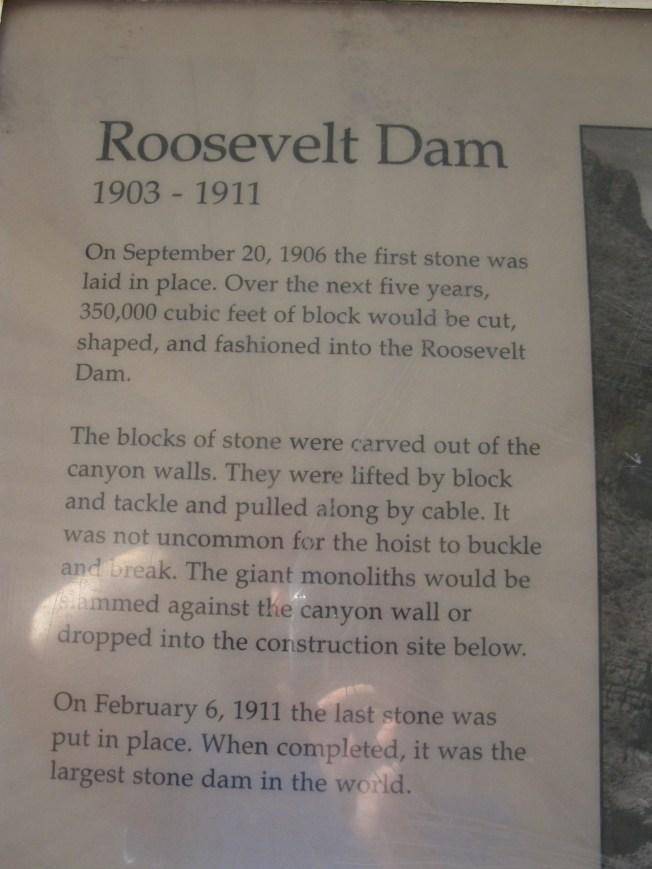 Roosevelt Dam
1903 - 1911
On September 20, 1906 the first stone was
laid in place. Over the next five years,
350,000 cubic feet of block would be cut,
shaped, and fashioned into the Roosevelt
Dam.
The blocks of stone were carved out of the
canyon walls. They were lifted by block
and tackle and pulled along by cable. It
was not uncommon for the hoist to buckle
and break. The giant monoliths would be
slammed against the canyon wall or
dropped into the construction site below.
On February 6, 1911 the last stone was
put in place. When completed, it was the
largest stone dam in the world.